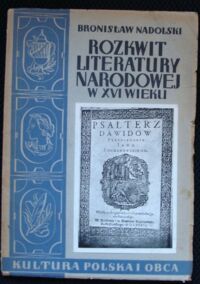 BRONISŁAW NADOLSKI
ROZKWIT
LITERATURY
NARODOWEJ
W XVI WIEKU
PSALTERZ
DAWIDOW
KULTURA POLSKA I OBCA